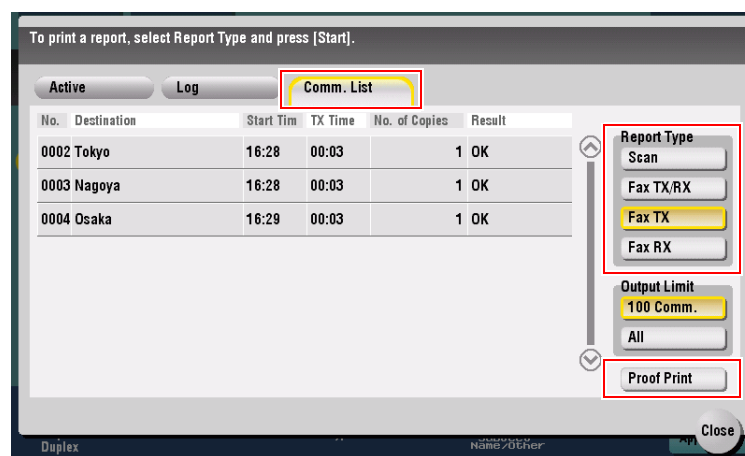 To print a report, select Report Type and press [Start].
Active Log Comm. List
No. Destination Start Tim TX Time No. of Copies Result
0002 Tokyo 16:28 00:03 1 OK
0003 Nagoya 16:28 00:03 1 OK
0004 Osaka 16:29 00:03 1 OK
Report Type
Scan
Fax TX/RX
Fax TX
Fax RX
Output Limit
100 Comm.
All
Proof Print
Close
Duplex
Name/Other